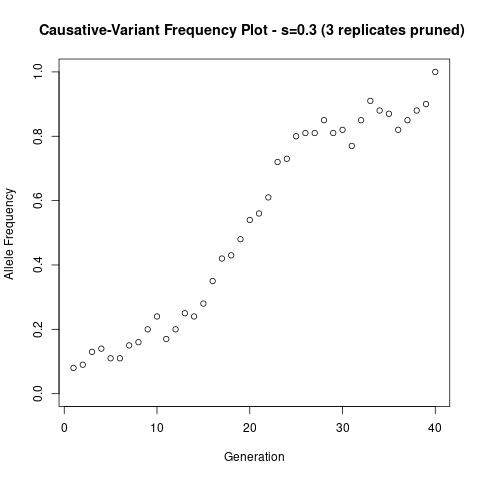 Causative-Variant Frequency Plot - s=0.3 (3 replicates pruned)
1.0
0.8
0.6
0.4
0.2
0.0
Allele Frequency
0 10 20 30 40
Generation